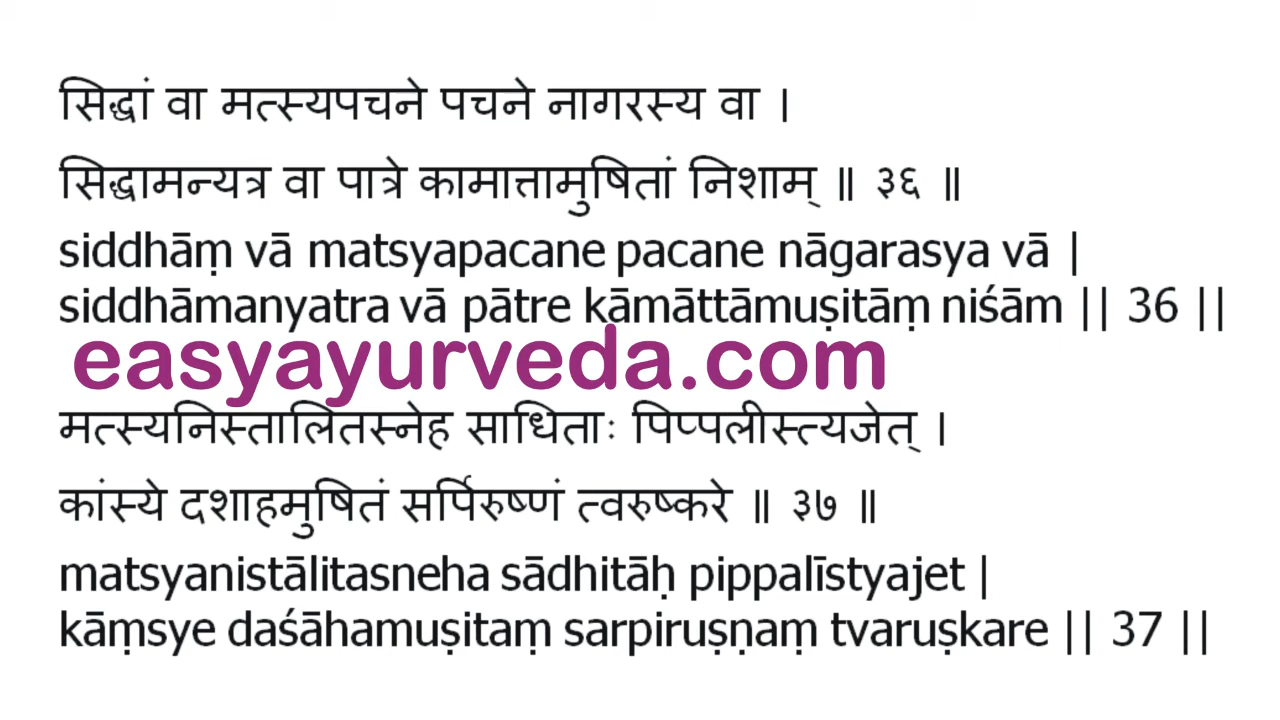 सिद्धां वा मत्स्यपचने पचने नागरस्य वा ।
सिद्धामन्यत्र वा पात्रे कामात्तामुषितां निशाम् ॥ ३६ ॥
siddhāṃ vā matsyapacane pacane nāgarasya vā |
siddhāmanyatra vā pātre kāmāttāmuṣitāṃ niśām || 36 ||
easyayurveda.com
मत्स्यनिस्तालितस्नेह साधिताः पिप्पलीस्त्यजेत् ।
कांस्ये दशाहमुषितं सर्पिरुष्णं त्वरुष्करे ॥ ३७ ॥
matsyanistālitasneha sādhitāḥ pippalīstyajet |
kāṃsye daśāhamuṣitaṃ sarpiruṣṇaṃ tvaruṣkare || 37 ||